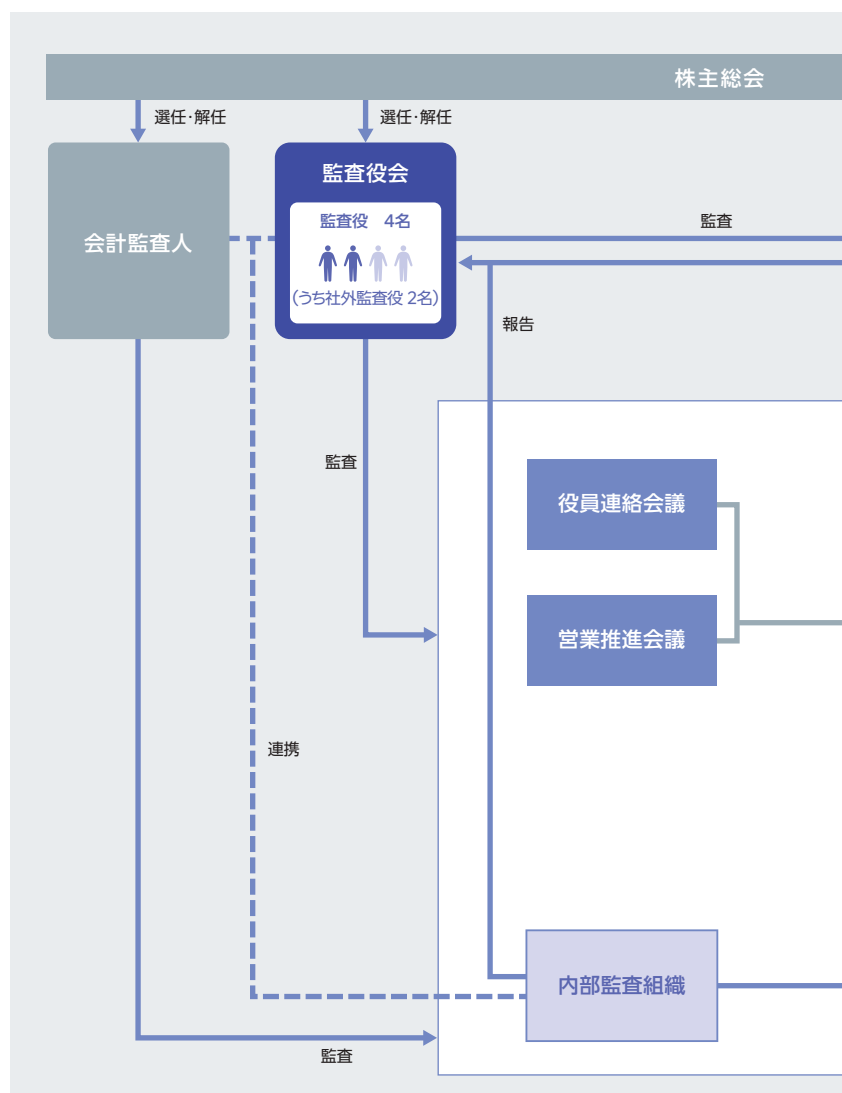 株主総会
選任・解任
選任・解任
会計監査人
監査役会
監査役 4名
(うち社外監査役 2名)
監査
報告
監査
役員連絡会議
営業推進会議
連携
内部監査組織
監査